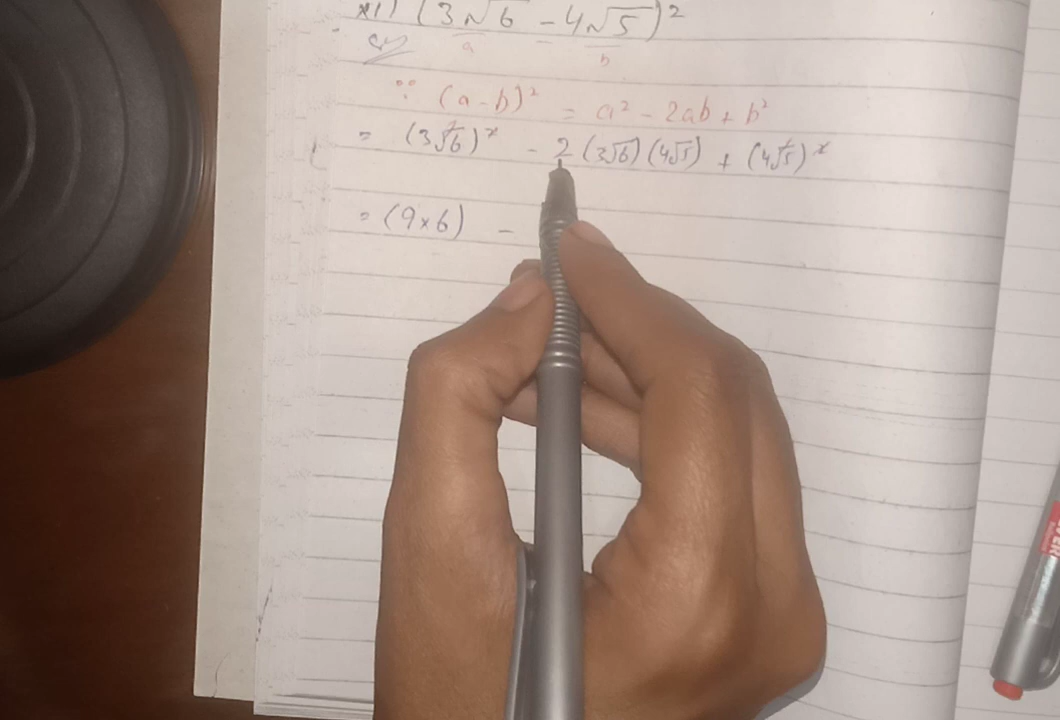 xi) (3√6 - 4√5)²
a b
∵ (a - b)² = a² - 2ab + b²
= (3√6)² - 2 (3√6) (4√5) + (4√5)²
= (9×6) -